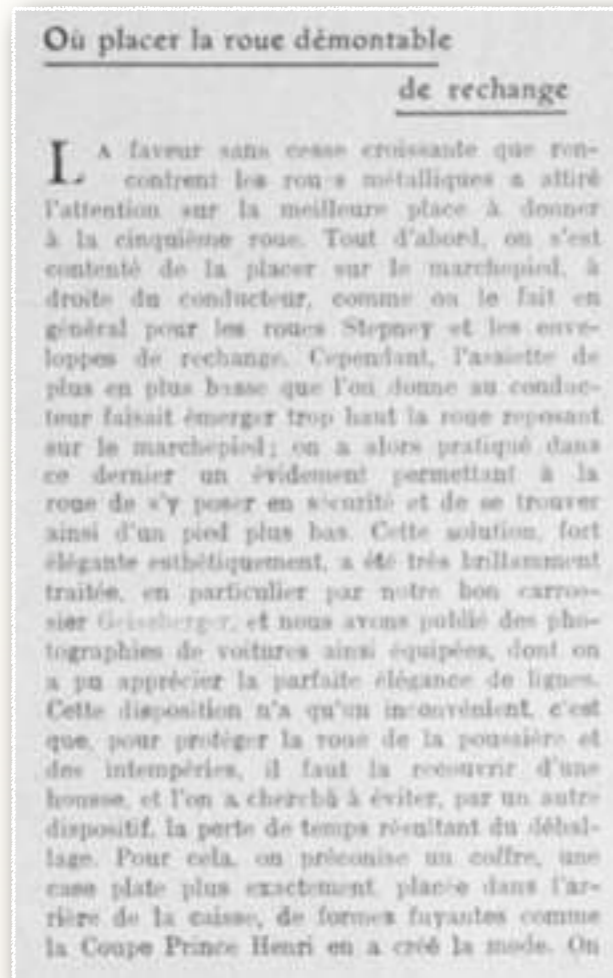 Où placer la roue démontable
de rechange
LA faveur sans cesse croissante que ren-
contrent les rou s métalliques a attiré
l'attention sur la meilleure place à donner
à la cinquième roue. Tout d'abord, on s'est
contenté de la placer sur le marchepied, à
droite du conducteur, comme on le fait en
général pour les roues Stepney et les enve-
loppes de rechange. Cependant, l'assiette de
plus en plus basse que l'on donne au conduc-
teur faisait émerger trop haut la roue reposant
sur le marchepied; on a alors pratiqué dans
ce dernier un évidement permettant à la
roue de s'y poser en sécurité et de se trouver
ainsi d'un pied plus bas. Cette solution, fort
élégante esthétiquement, a été très brillamment
traitée, en particulier par notre bon carros-
sier Geissberger, et nous avons publié des pho-
tographies de voitures ainsi équipées, dont on
a pu apprécier la parfaite élégance de lignes.
Cette disposition n'a qu'un inconvénient, c'est
que, pour protéger la roue de la poussière et
des intempéries, il faut la recouvrir d'une
housse, et l'on a cherchà à éviter, par un autre
dispositif, la perte de temps résultant du débal-
lage. Pour cela, on préconise un coffre, une
case plate plus exactement, placée dans l'ar-
rière de la caisse, de formes fuyantes comme
la Coupe Prince Henri en a créé la mode. On